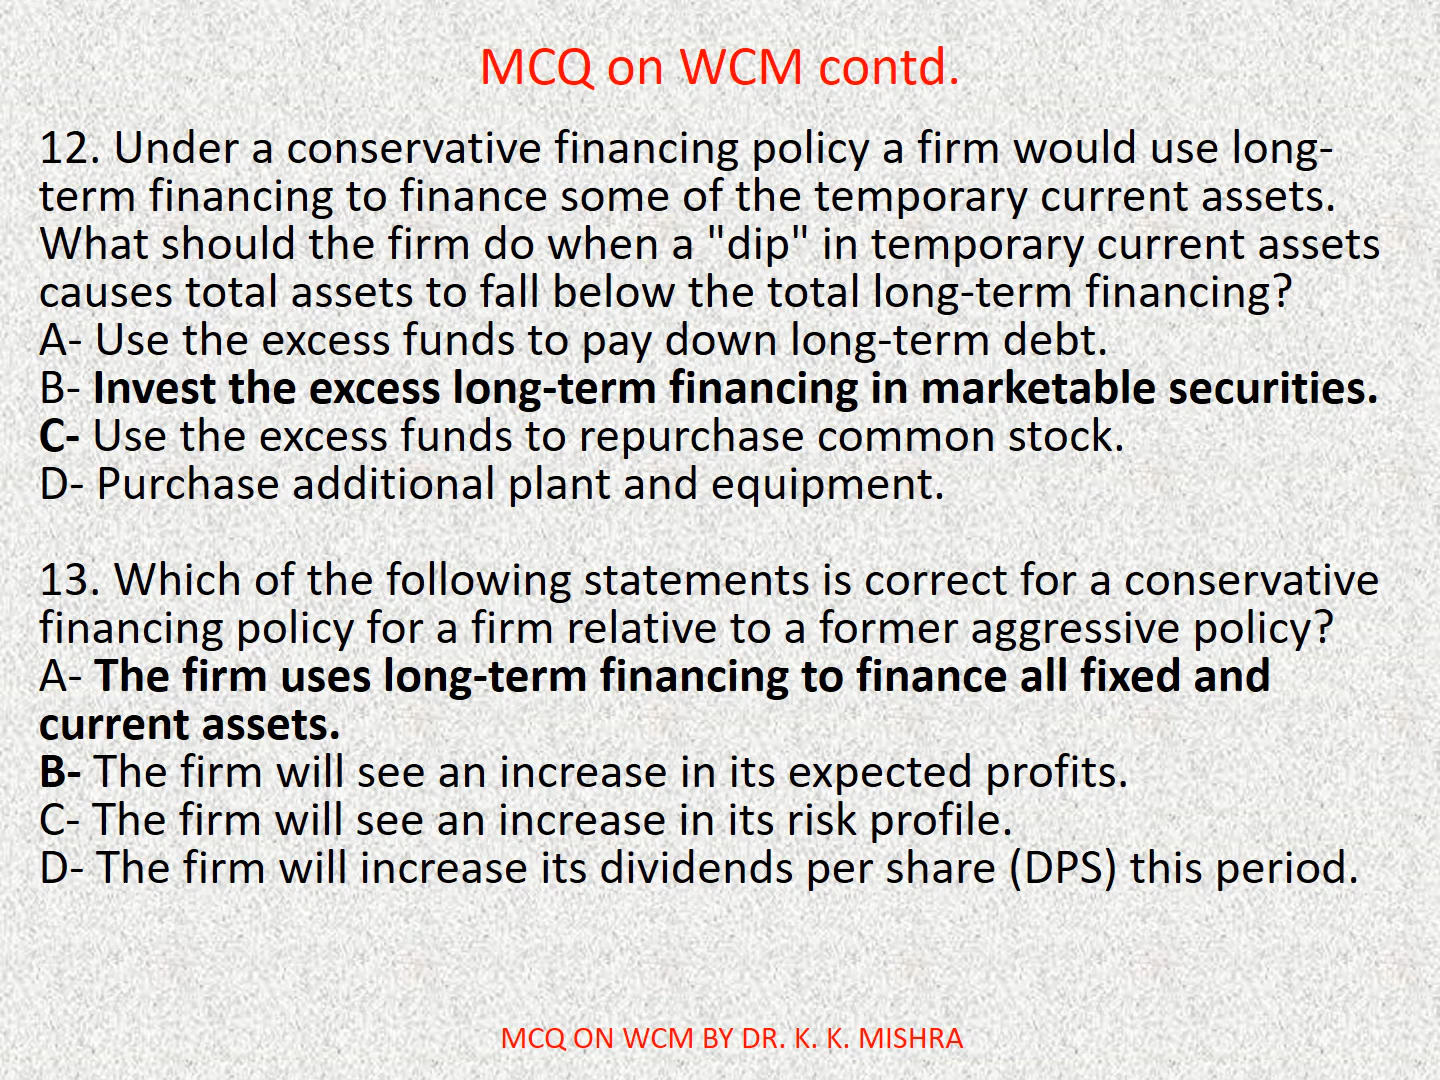 MCQ on WCM contd.
12. Under a conservative financing policy a firm would use long-
term financing to finance some of the temporary current assets.
What should the firm do when a "dip" in temporary current assets
causes total assets to fall below the total long-term financing?
A- Use the excess funds to pay down long-term debt.
B- Invest the excess long-term financing in marketable securities.
C- Use the excess funds to repurchase common stock.
D- Purchase additional plant and equipment.
13. Which of the following statements is correct for a conservative
financing policy for a firm relative to a former aggressive policy?
A- The firm uses long-term financing to finance all fixed and
current assets.
B- The firm will see an increase in its expected profits.
C- The firm will see an increase in its risk profile.
D- The firm will increase its dividends per share (DPS) this period.
MCQ ON WCM BY DR. K. K. MISHRA